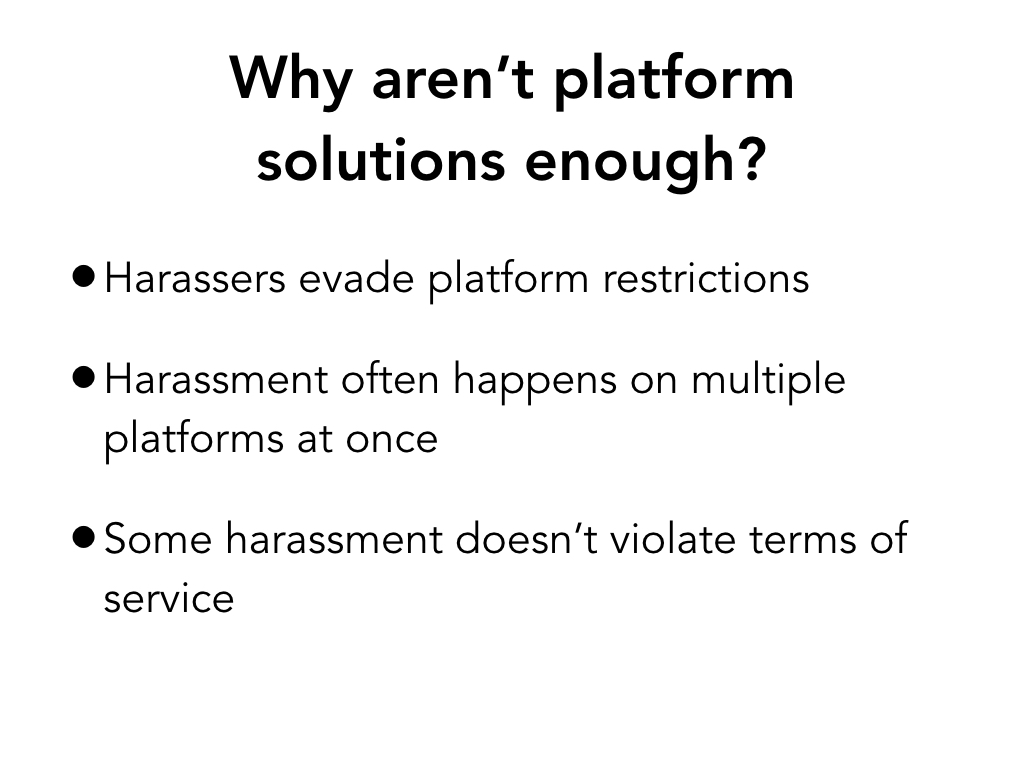 Why aren’t platform
solutions enough?
•Harassers evade platform restrictions
•Harassment often happens on multiple
platforms at once
•Some harassment doesn’t violate terms of
service